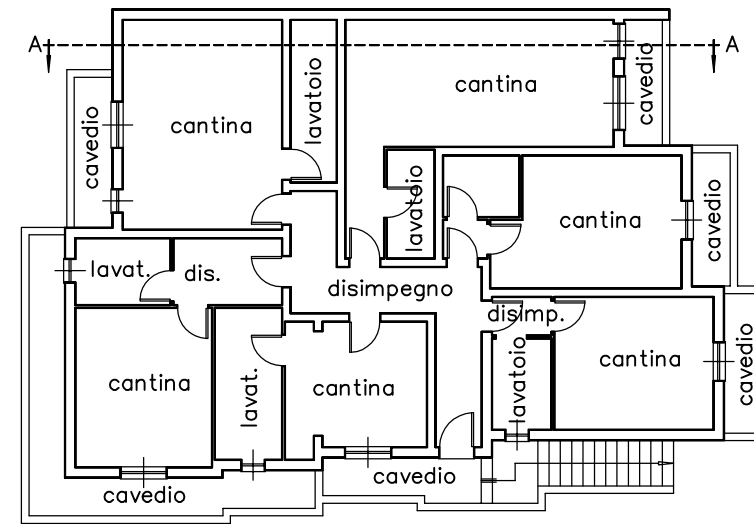 A
A
cavedio
cantina
lavatoio
cantina
cavedio
lavatoio
cantina
cavedio
lavat.
dis.
disimpegno
disimp.
cantina
lavat.
cantina
lavatoio
cantina
cavedio
cavedio
cavedio